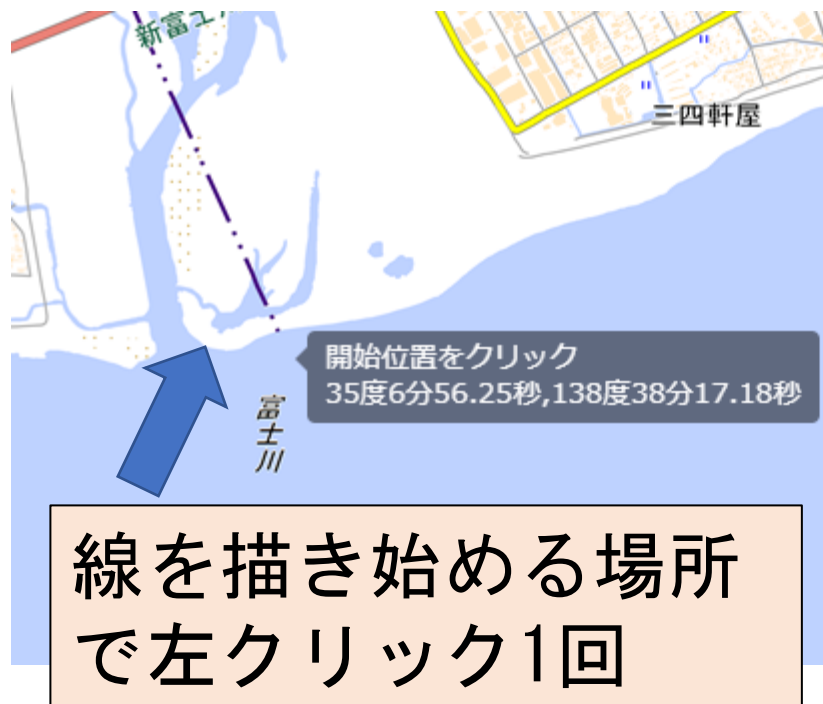 新富士
三四軒屋
開始位置をクリック
35度6分56.25秒,138度38分17.18秒
富士川
線を描き始める場所
で左クリック1回